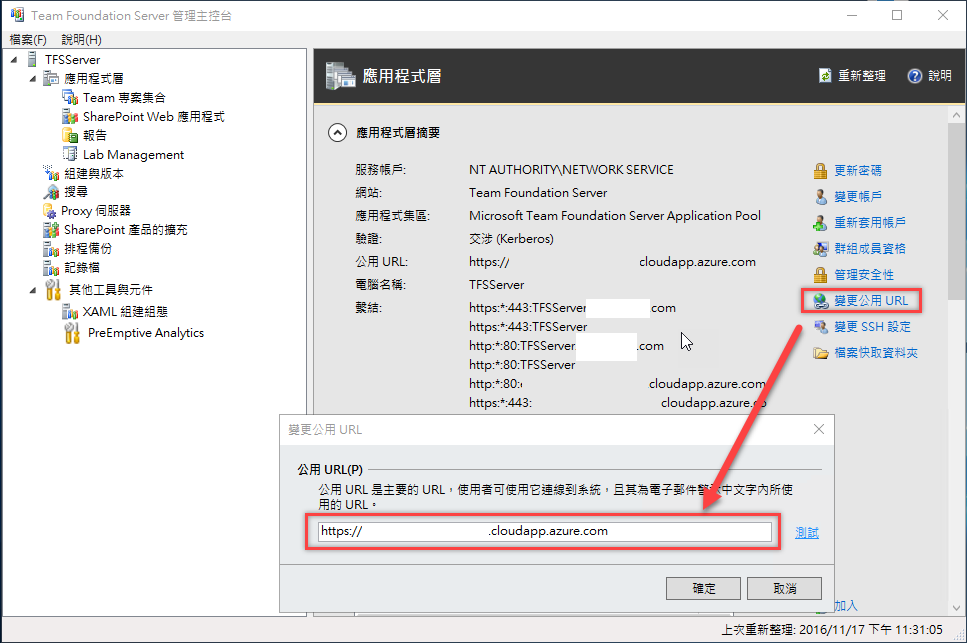 Team Foundation Server 管理主控台
檔案(F) 說明(H)
TFSServer
應用程式層
Team 專案集合
SharePoint Web 應用程式
報告
Lab Management
組建與版本
搜尋
Proxy 伺服器
SharePoint 產品的擴充
排程備份
記錄檔
其他工具與元件
XAML 組建組態
PreEmptive Analytics
應用程式層
重新整理
說明
應用程式層摘要
服務帳戶: NT AUTHORITY\NETWORK SERVICE
網站: Team Foundation Server
應用程式集區: Microsoft Team Foundation Server Application Pool
驗證: 交涉 (Kerberos)
公用 URL: https:// cloudapp.azure.com
電腦名稱: TFSServer
繫結: https:*:443:TFSServer .com
https:*:443:TFSServer
http:*:80:TFSServer .com
http:*:80:TFSServer
http:*:80: cloudapp.azure.com
https:*:443: cloudapp.azure.co
更新密碼
變更帳戶
重新套用帳戶
群組成員資格
管理安全性
變更公用 URL
變更 SSH 設定
檔案快取資料夾
變更公用 URL
公用 URL(P)
公用 URL 是主要的 URL，使用者可使用它連線到系統，且其為電子郵件警 中文字內所使
用的 URL。
https:// .cloudapp.azure.com
測試
確定
取消
加入
上次重新整理: 2016/11/17 下午 11:31:05